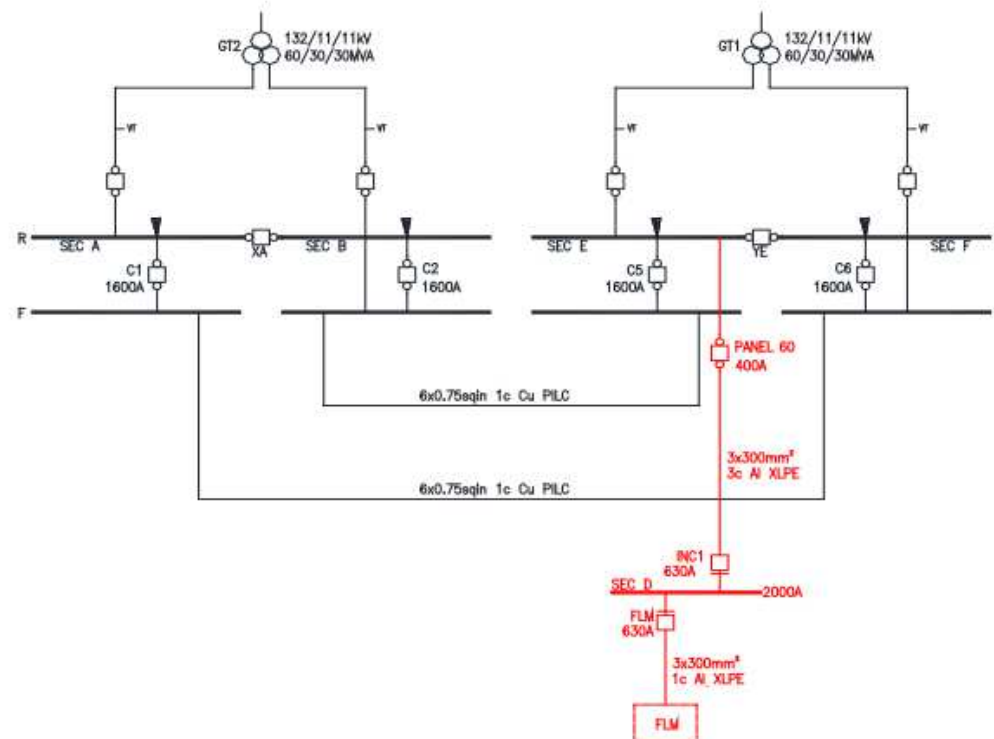 GT2
132/11/11kV
60/30/30MVA
GT1
132/11/11kV
60/30/30MVA
vr
vr
vr
vr
R
SEC A
XA
SEC B
SEC E
YE
SEC F
C1
1600A
C2
1600A
C5
1600A
C6
1600A
F
PANEL 60
400A
6x0.75sqin 1c Cu PILC
3x300mm²
3c Al XLPE
6x0.75sqin 1c Cu PILC
INC1
630A
SEC D
2000A
FLM
630A
3x300mm²
1c Al XLPE
FLM